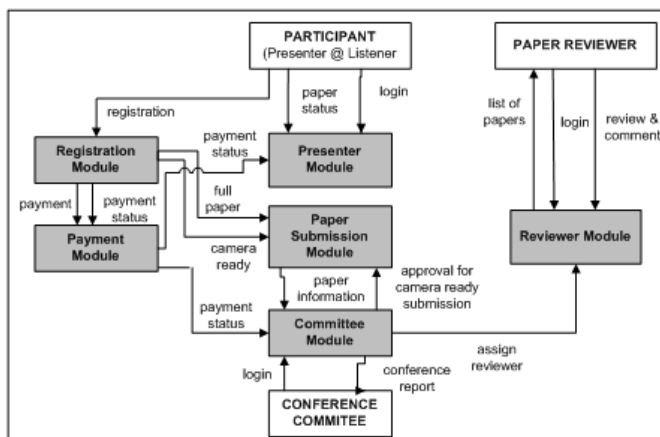 PARTICIPANT
(Presenter @ Listener
PAPER REVIEWER
registration
paper
status
login
list of
papers
login
review &
comment
Registration
Module
payment
status
Presenter
Module
payment
payment
status
full
paper
Payment
Module
camera
ready
Paper
Submission
Module
Reviewer Module
payment
status
paper
information
approval for
camera ready
submission
Committee
Module
assign
reviewer
login
conference
report
CONFERENCE
COMMITEE